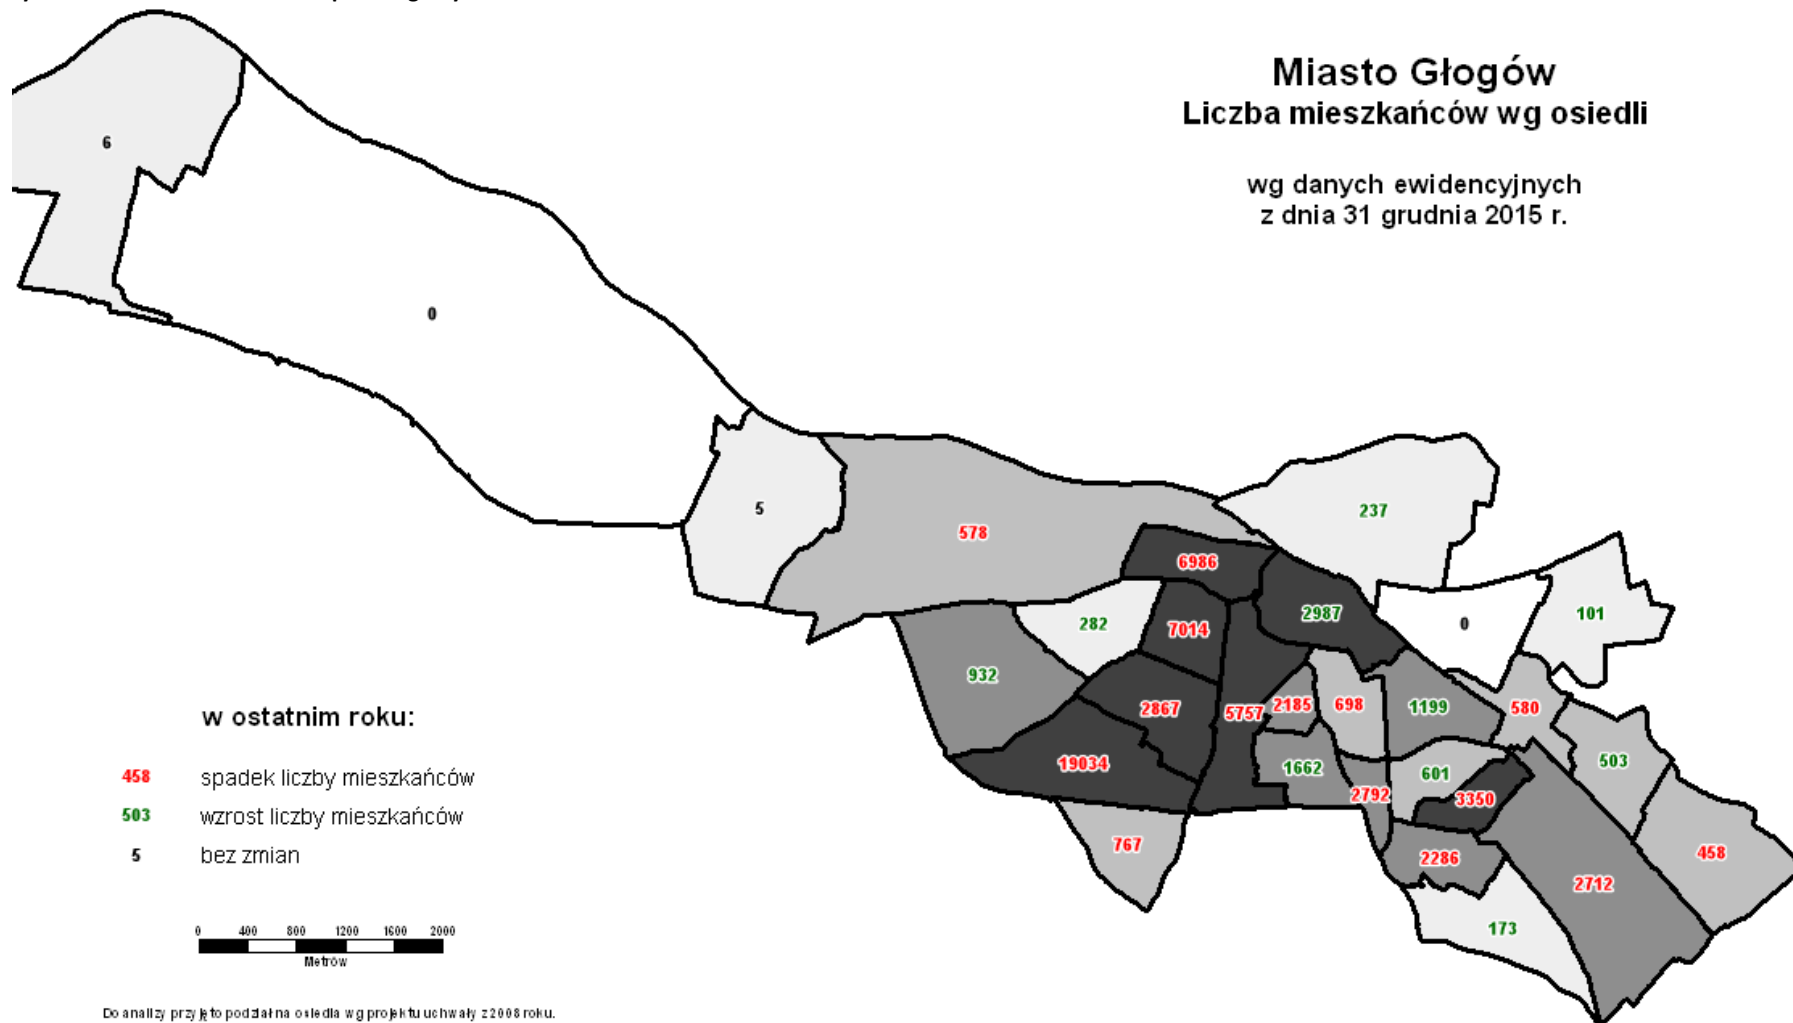 Miasto Głogów
Liczba mieszkańców wg osiedli
wg danych ewidencyjnych
z dnia 31 grudnia 2015 r.
6
0
5
578
237
6986
2987
101
282
7014
0
932
2867
5757
2185
698
1199
580
19034
1662
601
503
2792
3350
767
2286
458
2712
173
w ostatnim roku:
458 spadek liczby mieszkańców
503 wzrost liczby mieszkańców
5 bez zmian
0 400 800 1200 1600 2000
Metrów
Do analizy przyjęto podział na osiedla wg projektu uchwały z 2008 roku.